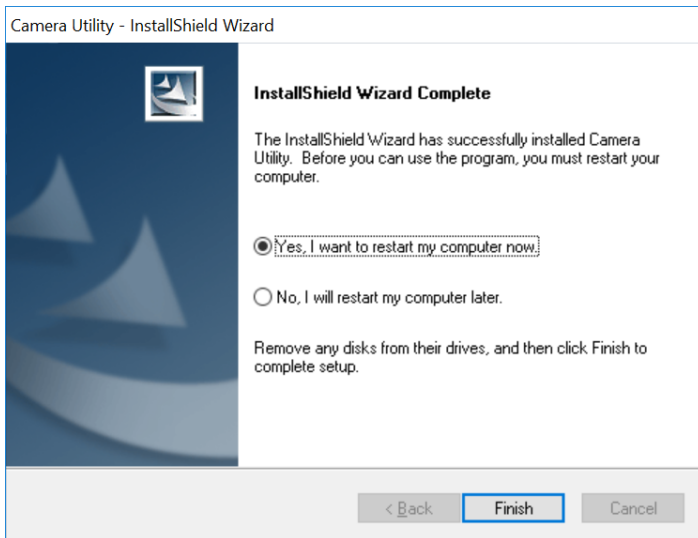 Camera Utility - InstallShield Wizard
InstallShield Wizard Complete
The InstallShield Wizard has successfully installed Camera
Utility.  Before you can use the program, you must restart your
computer.
Yes, I want to restart my computer now.
No, I will restart my computer later.
Remove any disks from their drives, and then click Finish to
complete setup.
< Back
Finish
Cancel